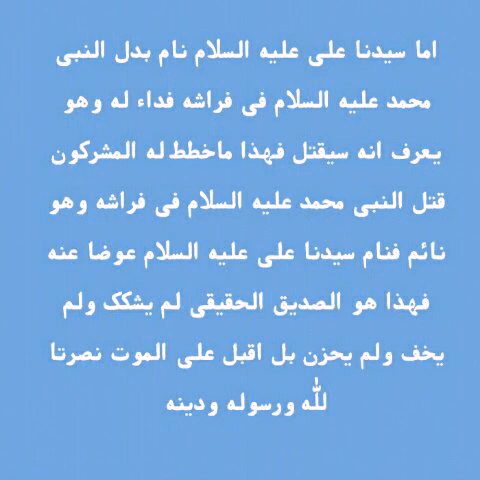 اما سيدنا على عليه السلام نام بدل النبى
محمد عليه السلام فى فراشه فداء له وهو
يعرف انه سيقتل فهذا ماخطط له المشركون
قتل النبى محمد عليه السلام فى فراشه وهو
نائم فنام سيدنا على عليه السلام عوضا عنه
فهذا هو الصديق الحقيقى لم يشكك ولم
يخف ولم يحزن بل اقبل على الموت نصرتا
لله ورسوله ودينه